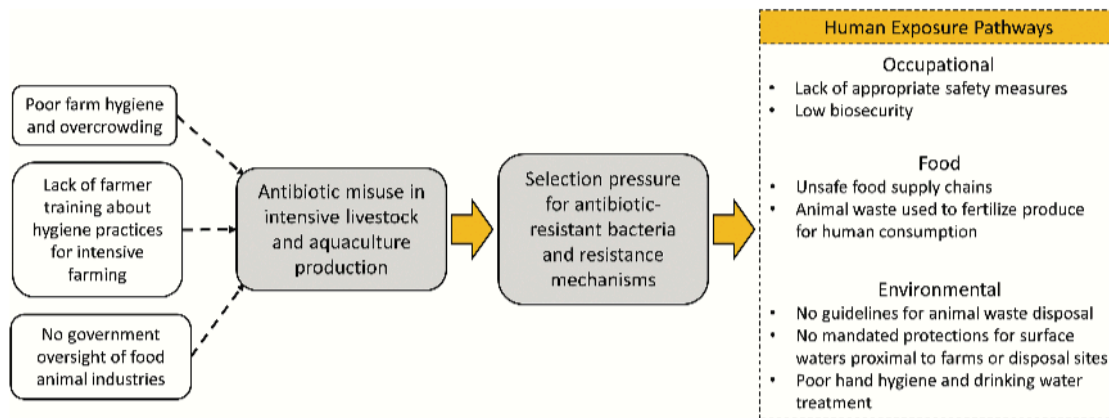 Poor farm hygiene
and overcrowding
Lack of farmer
training about
hygiene practices
for intensive
farming
No government
oversight of food
animal industries
Antibiotic misuse in
intensive livestock
and aquaculture
production
Selection pressure
for antibiotic-
resistant bacteria
and resistance
mechanisms
Human Exposure Pathways
Occupational
• Lack of appropriate safety measures
• Low biosecurity
Food
• Unsafe food supply chains
• Animal waste used to fertilize produce
for human consumption
Environmental
• No guidelines for animal waste disposal
• No mandated protections for surface
waters proximal to farms or disposal sites
• Poor hand hygiene and drinking water
treatment